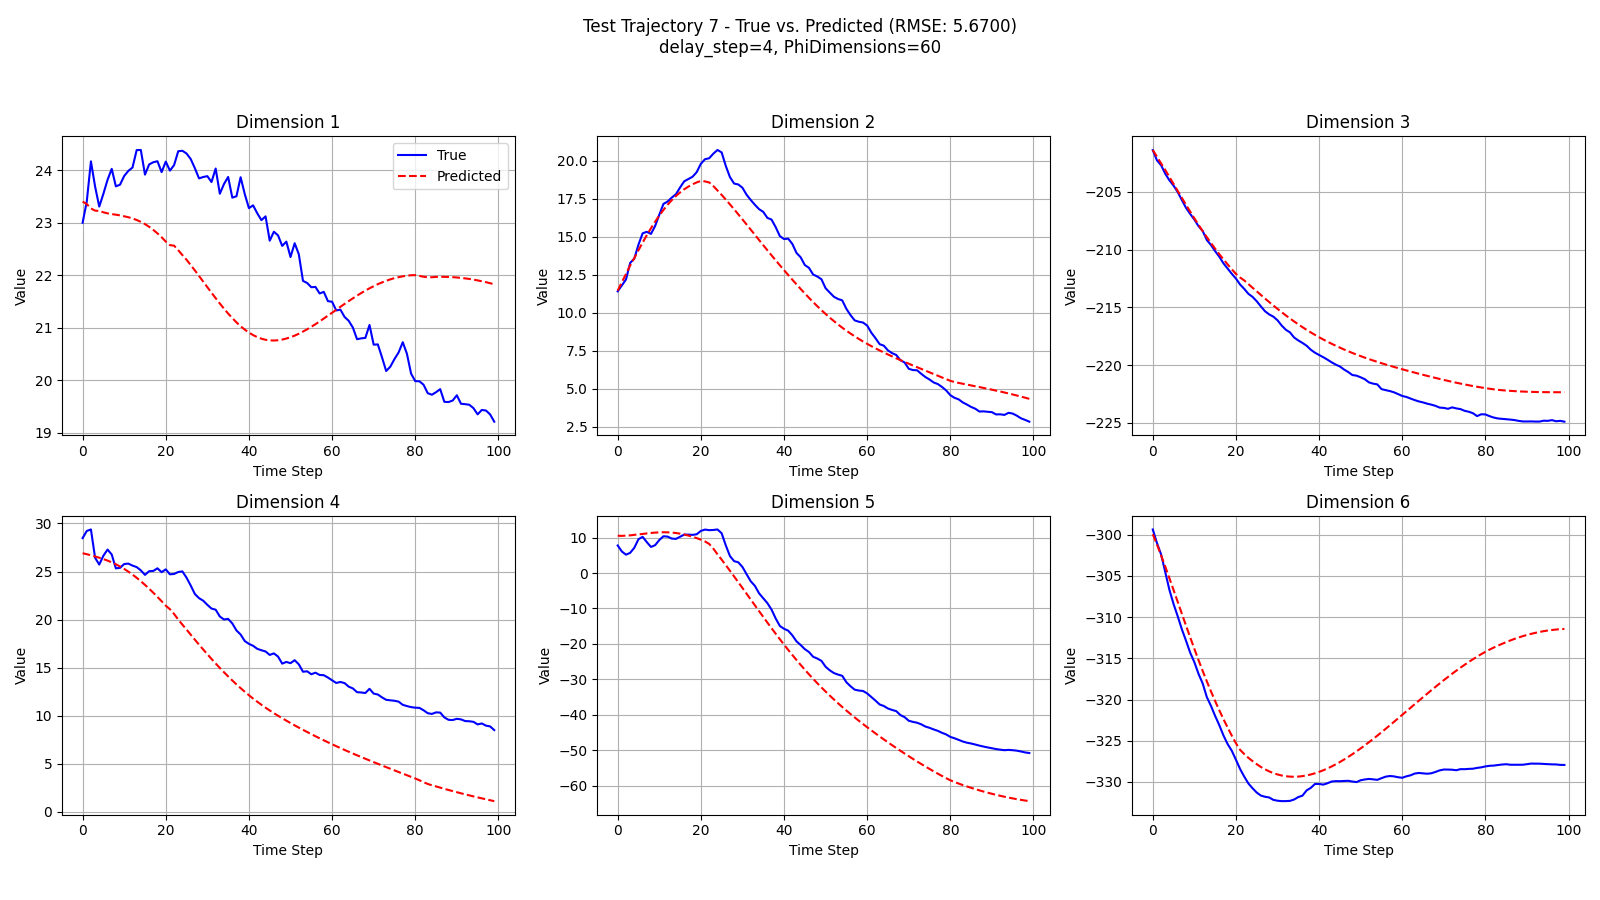 Test Trajectory 7 - True vs. Predicted (RMSE: 5.6700)
delay_step=4, PhiDimensions=60
Dimension 1
24
23
22
21
20
19
Value
0 20 40 60 80 100
Time Step
True
Predicted
Dimension 2
20.0
17.5
15.0
12.5
10.0
7.5
5.0
2.5
Value
0 20 40 60 80 100
Time Step
Dimension 3
−205
−210
−215
−220
−225
Value
0 20 40 60 80 100
Time Step
Dimension 4
30
25
20
15
10
5
0
Value
0 20 40 60 80 100
Time Step
Dimension 5
10
0
−10
−20
−30
−40
−50
−60
Value
0 20 40 60 80 100
Time Step
Dimension 6
−300
−305
−310
−315
−320
−325
−330
Value
0 20 40 60 80 100
Time Step